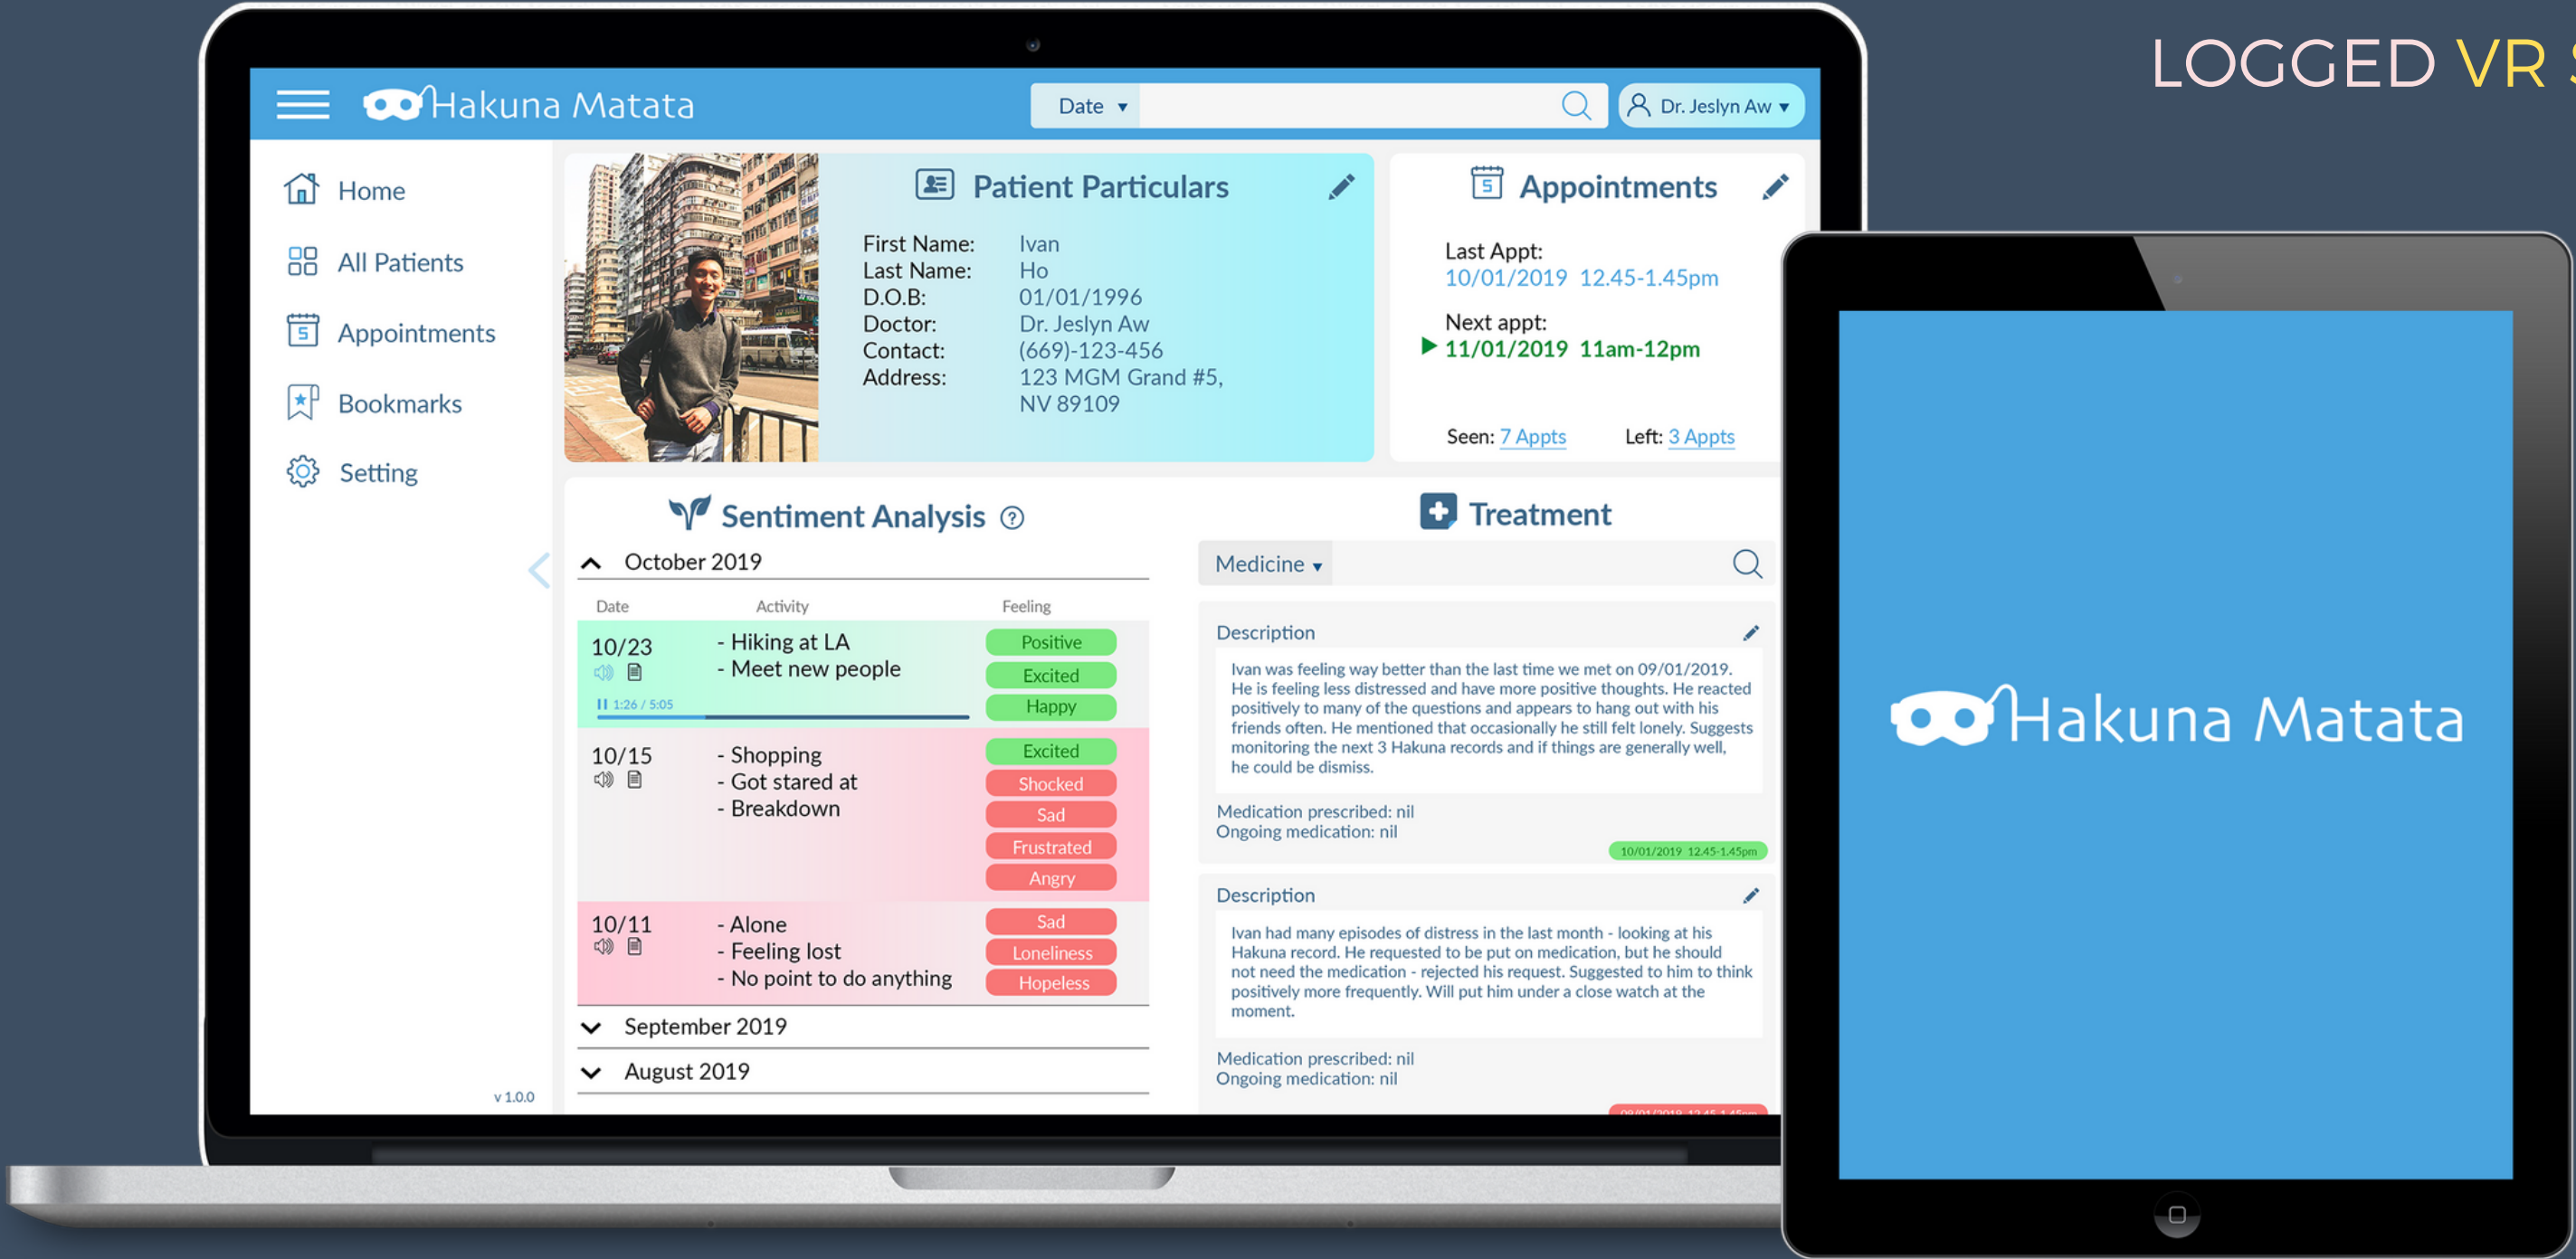 LOGGED VR
Hakuna Matata
Date
Dr. Jeslyn Aw
Home
All Patients
Appointments
Bookmarks
Setting
v 1.0.0
Patient Particulars
First Name: Ivan
Last Name: Ho
D.O.B: 01/01/1996
Doctor: Dr. Jeslyn Aw
Contact: (669)-123-456
Address: 123 MGM Grand #5,
NV 89109
5 Appointments
Last Appt:
10/01/2019 12.45-1.45pm
Next appt:
11/01/2019 11am-12pm
Seen: 7 Appts Left: 3 Appts
Sentiment Analysis ?
October 2019
Date Activity Feeling
10/23
1:26 / 5:05
- Hiking at LA
- Meet new people
Positive
Excited
Happy
10/15
- Shopping
- Got stared at
- Breakdown
Excited
Shocked
Sad
Frustrated
Angry
10/11
- Alone
- Feeling lost
- No point to do anything
Sad
Loneliness
Hopeless
September 2019
August 2019
Treatment
Medicine
Description
Ivan was feeling way better than the last time we met on 09/01/2019.
He is feeling less distressed and have more positive thoughts. He reacted
positively to many of the questions and appears to hang out with his
friends often. He mentioned that occasionally he still felt lonely. Suggests
monitoring the next 3 Hakuna records and if things are generally well,
he could be dismiss.
Medication prescribed: nil
Ongoing medication: nil
10/01/2019 12.45-1.45pm
Description
Ivan had many episodes of distress in the last month - looking at his
Hakuna record. He requested to be put on medication, but he should
not need the medication - rejected his request. Suggested to him to think
positively more frequently. Will put him under a close watch at the
moment.
Medication prescribed: nil
Ongoing medication: nil
09/01/2019 12.45-1.45pm
Hakuna Matata